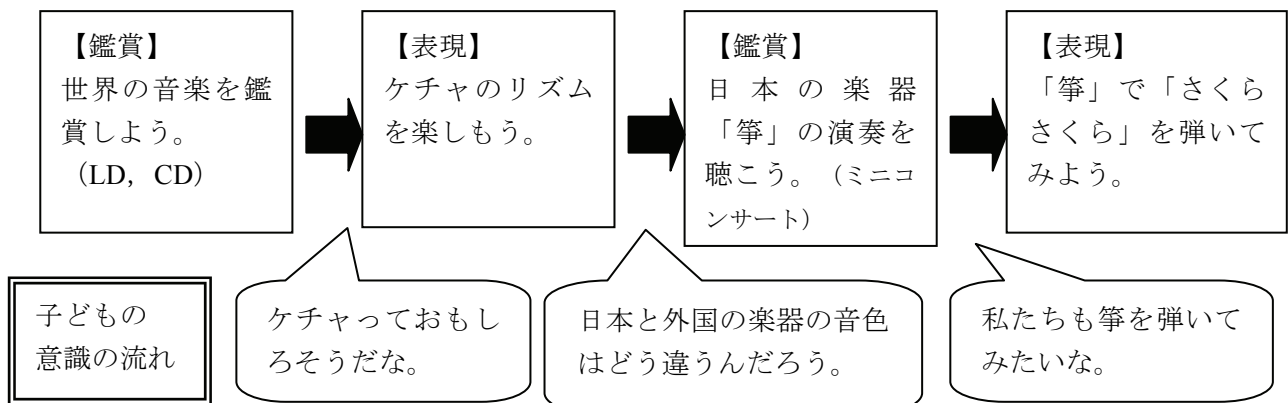 【鑑賞】
世界の音楽を鑑
賞しよう。
（LD，CD）
【表現】
ケチャのリズム
を楽しもう。
【鑑賞】
日本の楽器
「箏」の演奏を
聴こう。（ミニコ
ンサート）
【表現】
「箏」で「さくら
さくら」を弾いて
みよう。
子どもの
意識の流れ
ケチャっておもし
ろそうだな。
日本と外国の楽器の音色
はどう違うんだろう。
私たちも箏を弾いて
みたいな。